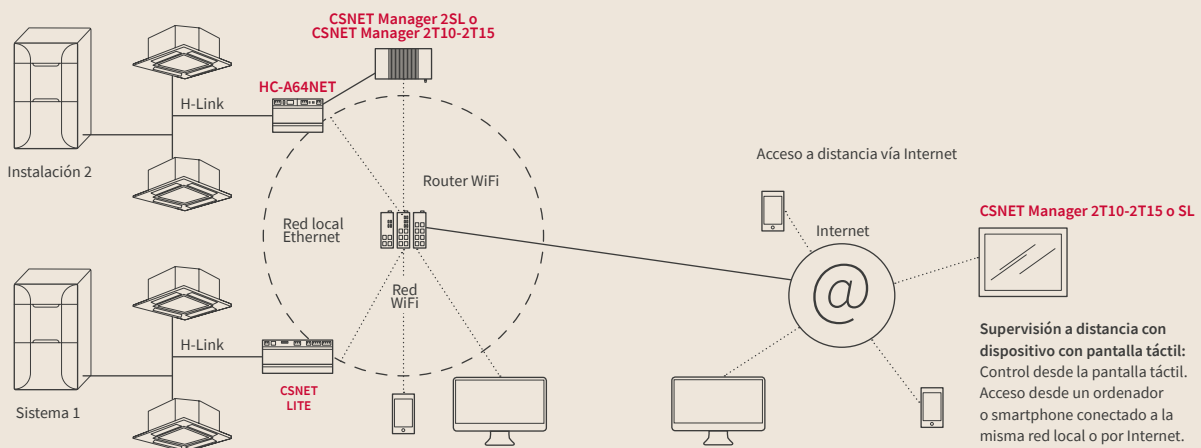 CSNET Manager 2SL o
CSNET Manager 2T10-2T15
HC-A64NET
H-Link
Instalación 2
Router WiFi
Red local
Ethernet
Red
WiFi
H-Link
CSNET
LITE
Sistema 1
Acceso a distancia vía Internet
Internet
@
CSNET Manager 2T10-2T15 o SL
Supervisión a distancia con
dispositivo con pantalla táctil:
Control desde la pantalla táctil.
Acceso desde un ordenador
o smartphone conectado a la
misma red local o por Internet.